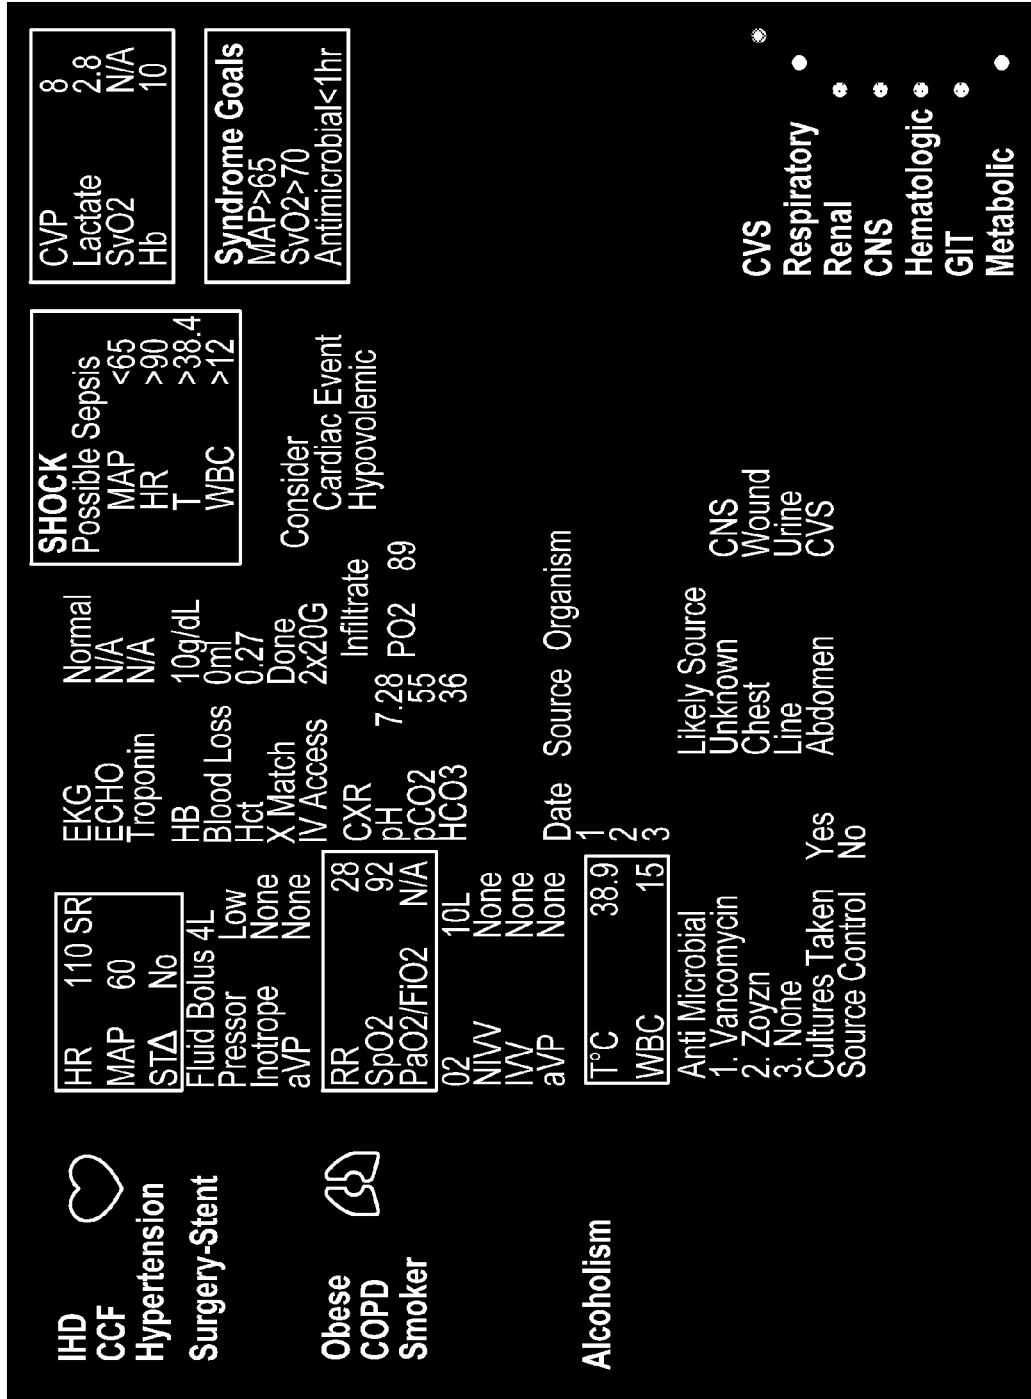 IHD
CCF
Hypertension
Surgery-Stent
HR 110 SR
MAP 60
ST∆ No
Fluid Bolus 4L
Pressor Low
Inotrope None
aVP None
EKG Normal
ECHO N/A
Troponin N/A
HB 10g/dL
Blood Loss 0ml
Hct 0.27
X Match Done
IV Access 2x20G
SHOCK
Possible Sepsis
MAP <65
HR >90
T >38.4
WBC >12
Consider
Cardiac Event
Hypovolemic
CVP 8
Lactate 2.8
SvO2 N/A
Hb 10
Syndrome Goals
MAP>65
SvO2>70
Antimicrobial<1hr
Obese
COPD
Smoker
RR 28
SpO2 92
PaO2/FiO2 N/A
02 10L
NIVV None
IVV None
aVP None
CXR Infiltrate
pH 7.28 PO2 89
pCO2 55
HCO3 36
Alcoholism
T°C 38.9
WBC 15
Date Source Organism
1
2
3
Anti Microbial
1. Vancomycin
2. Zoyzn
3. None
Cultures Taken Yes
Source Control No
Likely Source
Unknown CNS
Chest Wound
Line Urine
Abdomen CVS
CVS
Respiratory
Renal
CNS
Hematologic
GIT
Metabolic